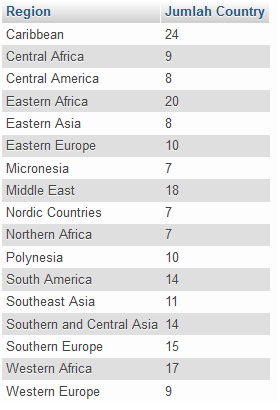 Region Jumlah Country
Caribbean 24
Central Africa 9
Central America 8
Eastern Africa 20
Eastern Asia 8
Eastern Europe 10
Micronesia 7
Middle East 18
Nordic Countries 7
Northern Africa 7
Polynesia 10
South America 14
Southeast Asia 11
Southern and Central Asia 14
Southern Europe 15
Western Africa 17
Western Europe 9